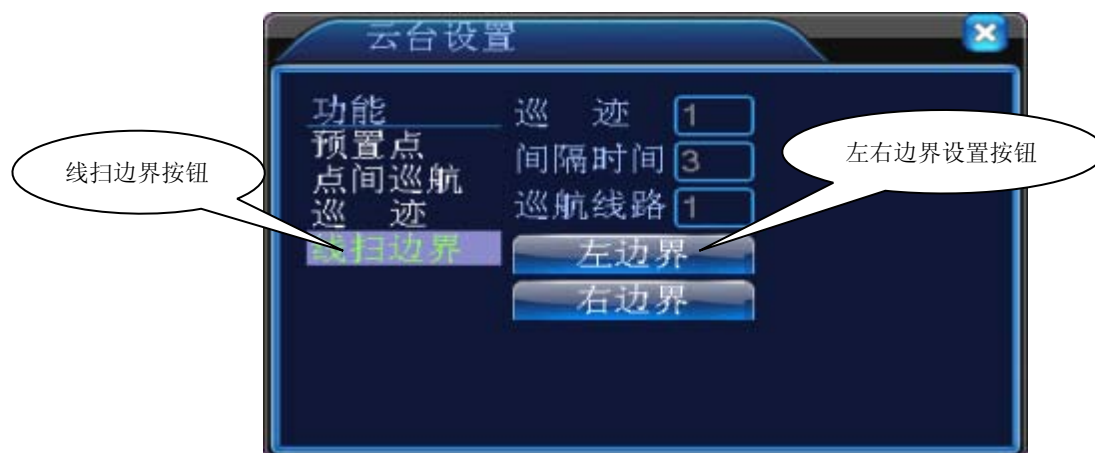 云台设置
功能
预置点
点间巡航
巡 迹
线扫边界
巡 迹 1
间隔时间 3
巡航线路 1
左边界
右边界
线扫边界按钮
左右边界设置按钮